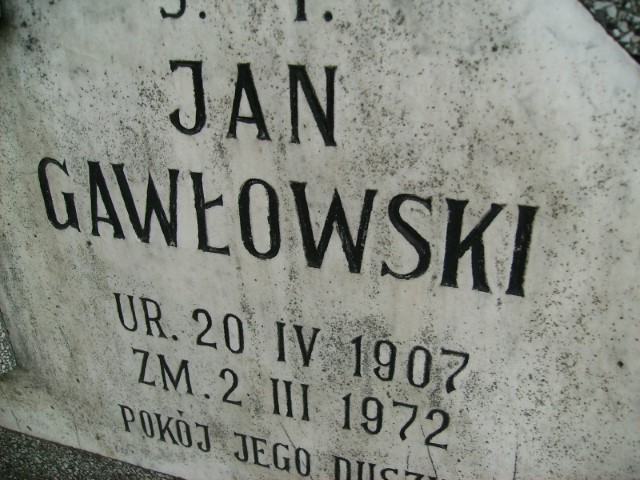 JAN
GAWŁOWSKI
UR. 20 IV 1907
ZM. 2 III 1972
POKÓJ JEGO